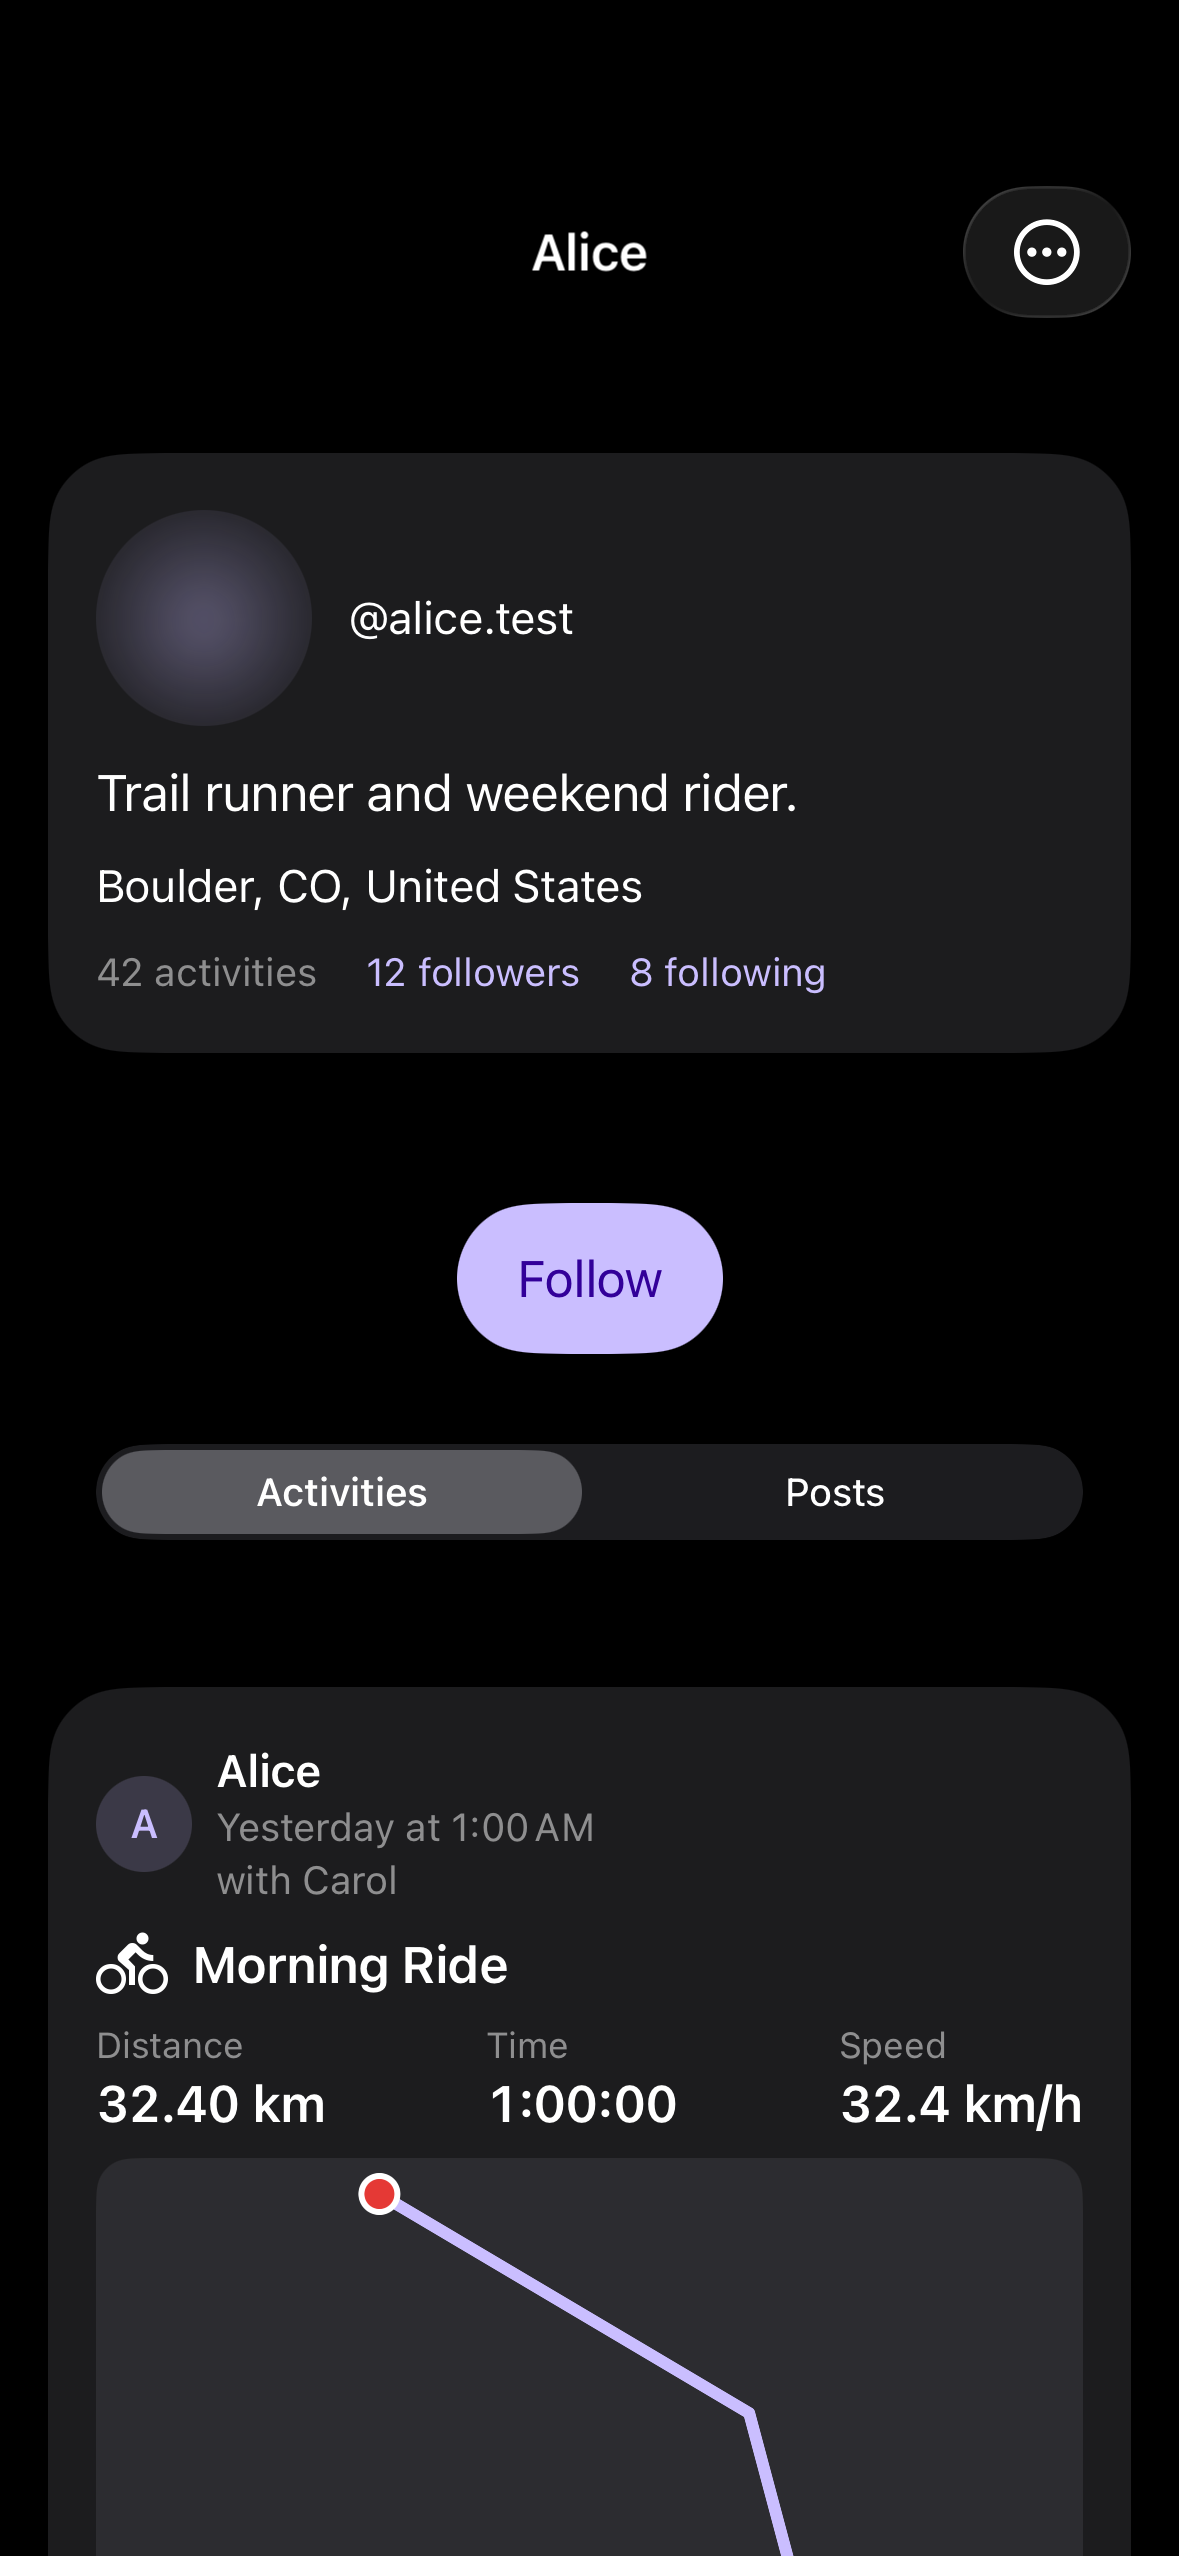 Alice
@alice.test
Trail runner and weekend rider.
Boulder, CO, United States
42 activities 12 followers 8 following
Follow
Activities Posts
A
Alice
Yesterday at 1:00 AM
with Carol
Morning Ride
Distance Time Speed
32.40 km 1:00:00 32.4 km/h